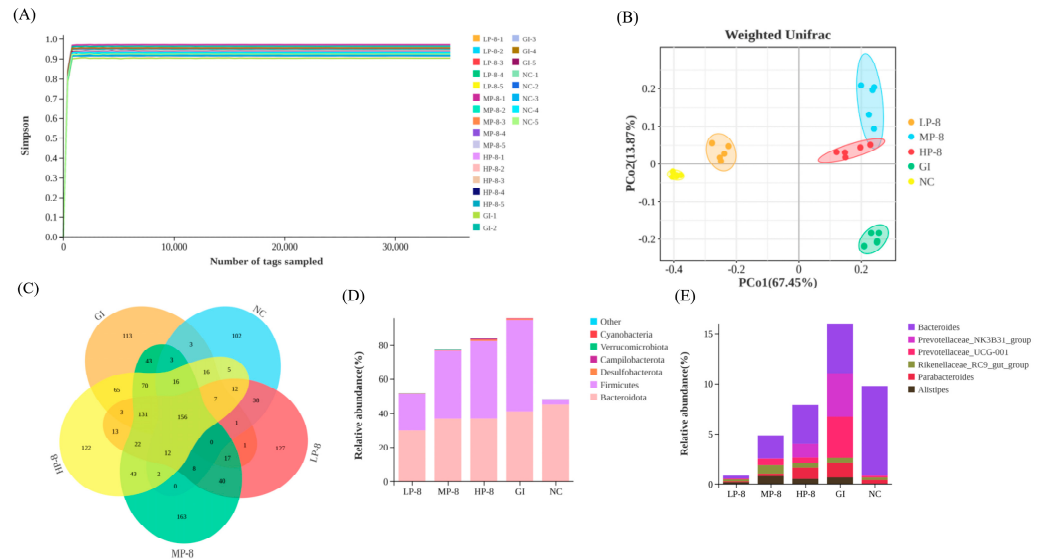 (A)
Simpson
1.0
0.9
0.8
0.7
0.6
0.5
0.4
0.3
0.2
0.1
0.0
0
10,000
20,000
30,000
Number of tags sampled
LP-8-1
LP-8-2
LP-8-3
LP-8-4
LP-8-5
MP-8-1
MP-8-2
MP-8-3
MP-8-4
MP-8-5
HP-8-1
HP-8-2
HP-8-3
HP-8-4
HP-8-5
GI-1
GI-2
GI-3
GI-4
GI-5
NC-1
NC-2
NC-3
NC-4
NC-5
(B)
Weighted Unifrac
PCo2(13.87%)
0.2
0.1
0
-0.1
-0.2
-0.4
-0.2
0
0.2
PCo1(67.45%)
LP-8
MP-8
HP-8
GI
NC
(C)
GI
NC
LP-8
MP-8
HP-8
113
102
3
43
3
16
5
65
70
16
12
7
38
3
131
156
1
13
22
0
1
177
122
12
17
43
2
8
48
0
163
(D)
Relative abundance(%)
80
60
40
20
0
LP-8
MP-8
HP-8
GI
NC
Other
Cyanobacteria
Verrucomicrobiota
Campilobacterota
Desulfobacterota
Firmicutes
Bacteroidota
(E)
Relative abundance(%)
15
10
5
0
LP-8
MP-8
HP-8
GI
NC
Bacteroides
Prevotellaceae_NK3B31_group
Prevotellaceae_UCG-001
Rikenellaceae_RC9_gut_group
Parabacteroides
Alistipes